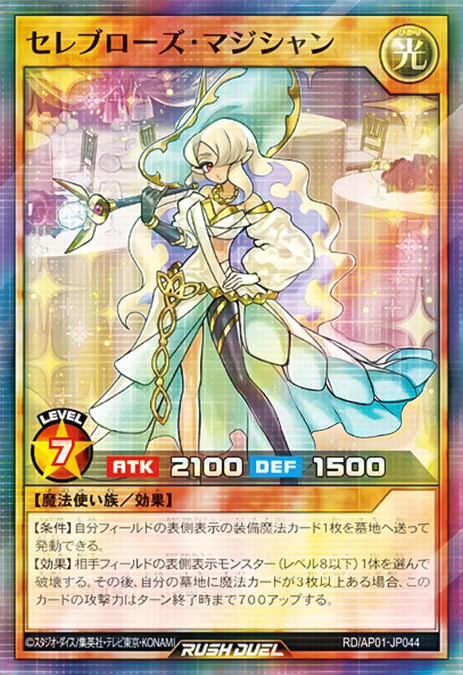 セレブローズ・マジシャン
ひかり
光
LEVEL
7
ATK 2100 DEF 1500
【魔法使い族／効果】
【条件】自分フィールドの表側表示の装備魔法カード1枚を墓地へ送って
発動できる。
【効果】相手フィールドの表側表示モンスター（レベル8以下）1体を選んで
破壊する。その後、自分の墓地に魔法カードが3枚以上ある場合、この
カードの攻撃力はターン終了時まで700アップする。
©スタジオ・ダイス/集英社・テレビ東京・KONAMI RUSH DUEL RD/AP01-JP044